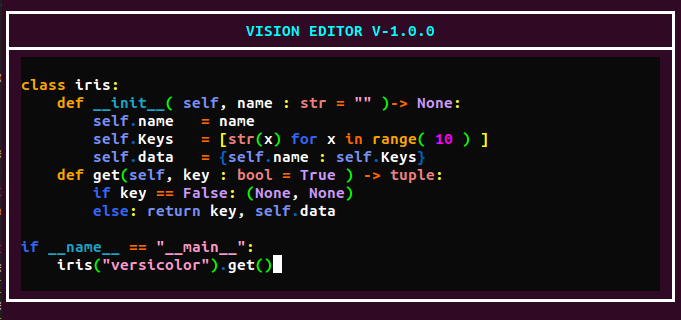 VISION EDITOR V-1.0.0
class iris:
    def __init__( self, name : str = "" )-> None:
        self.name   = name
        self.Keys   = [str(x) for x in range( 10 ) ]
        self.data   = {self.name : self.Keys}
    def get(self, key : bool = True ) -> tuple:
        if key == False: (None, None)
        else: return key, self.data

if __name__ == "__main__":
    iris("versicolor").get()